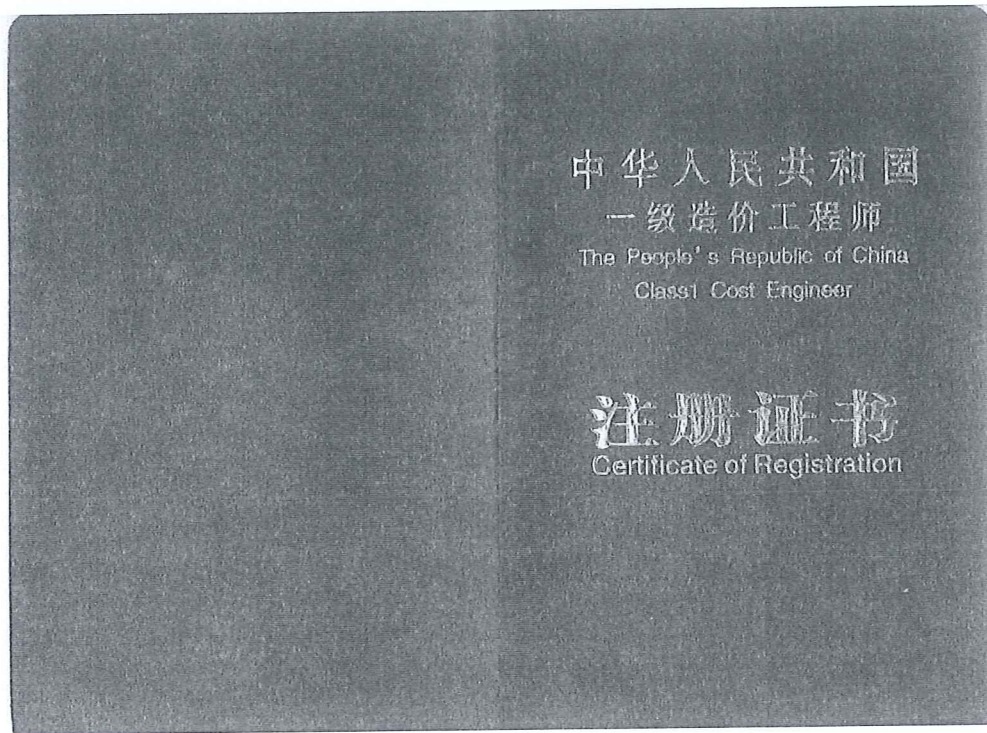 中华人民共和国
一级造价工程师
The People's Republic of China
Class1 Cost Engineer
注册证书
Certificate of Registration